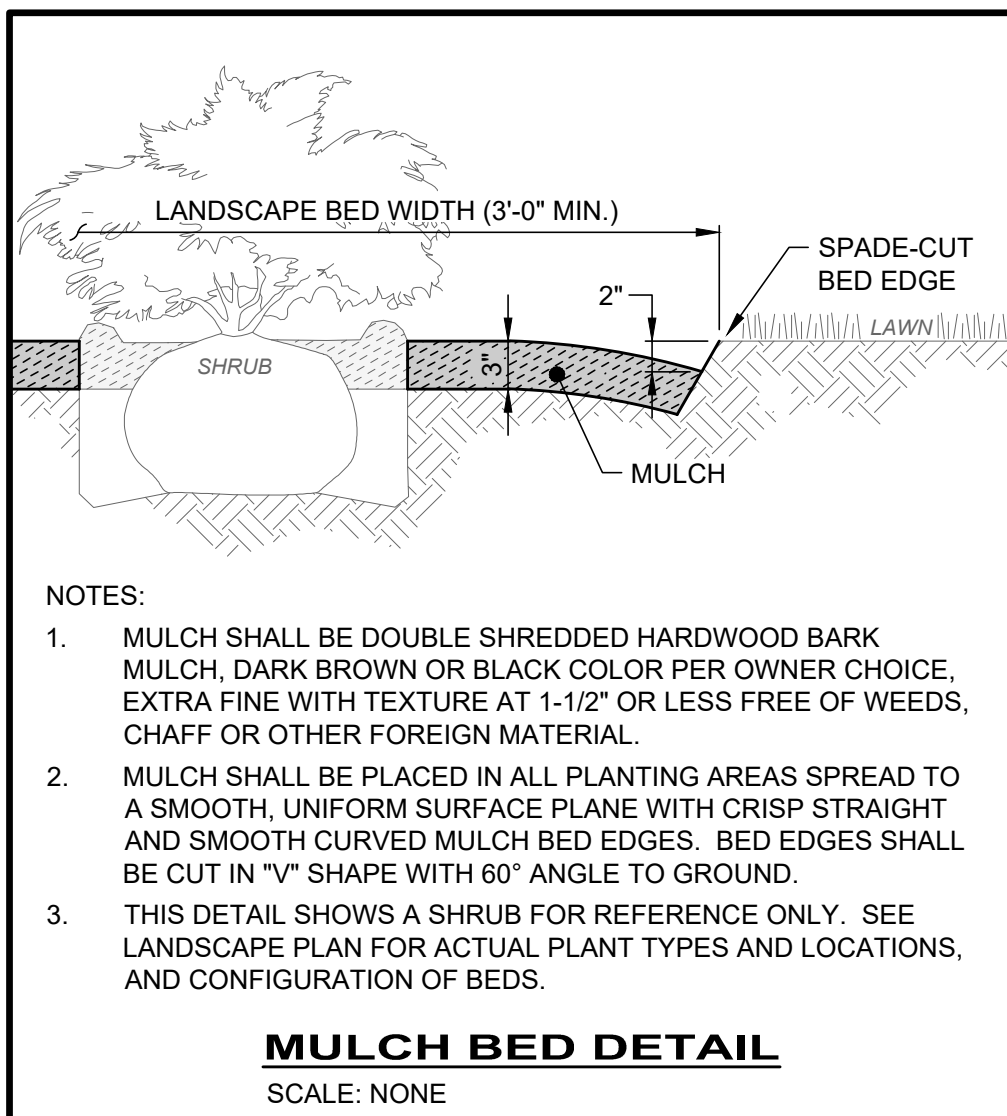 LANDSCAPE BED WIDTH (3'-0" MIN.)
SPADE-CUT
BED EDGE
2"
LAWN
SHRUB
3"
MULCH
NOTES:
1. MULCH SHALL BE DOUBLE SHREDDED HARDWOOD BARK
MULCH, DARK BROWN OR BLACK COLOR PER OWNER CHOICE,
EXTRA FINE WITH TEXTURE AT 1-1/2" OR LESS FREE OF WEEDS,
CHAFF OR OTHER FOREIGN MATERIAL.
2. MULCH SHALL BE PLACED IN ALL PLANTING AREAS SPREAD TO
A SMOOTH, UNIFORM SURFACE PLANE WITH CRISP STRAIGHT
AND SMOOTH CURVED MULCH BED EDGES. BED EDGES SHALL
BE CUT IN "V" SHAPE WITH 60° ANGLE TO GROUND.
3. THIS DETAIL SHOWS A SHRUB FOR REFERENCE ONLY. SEE
LANDSCAPE PLAN FOR ACTUAL PLANT TYPES AND LOCATIONS,
AND CONFIGURATION OF BEDS.
MULCH BED DETAIL
SCALE: NONE